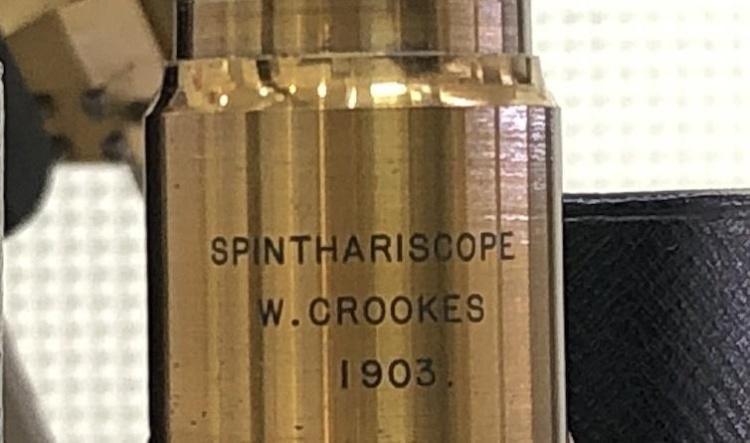 SPINTHARISCOPE
W. CROOKES
1903.